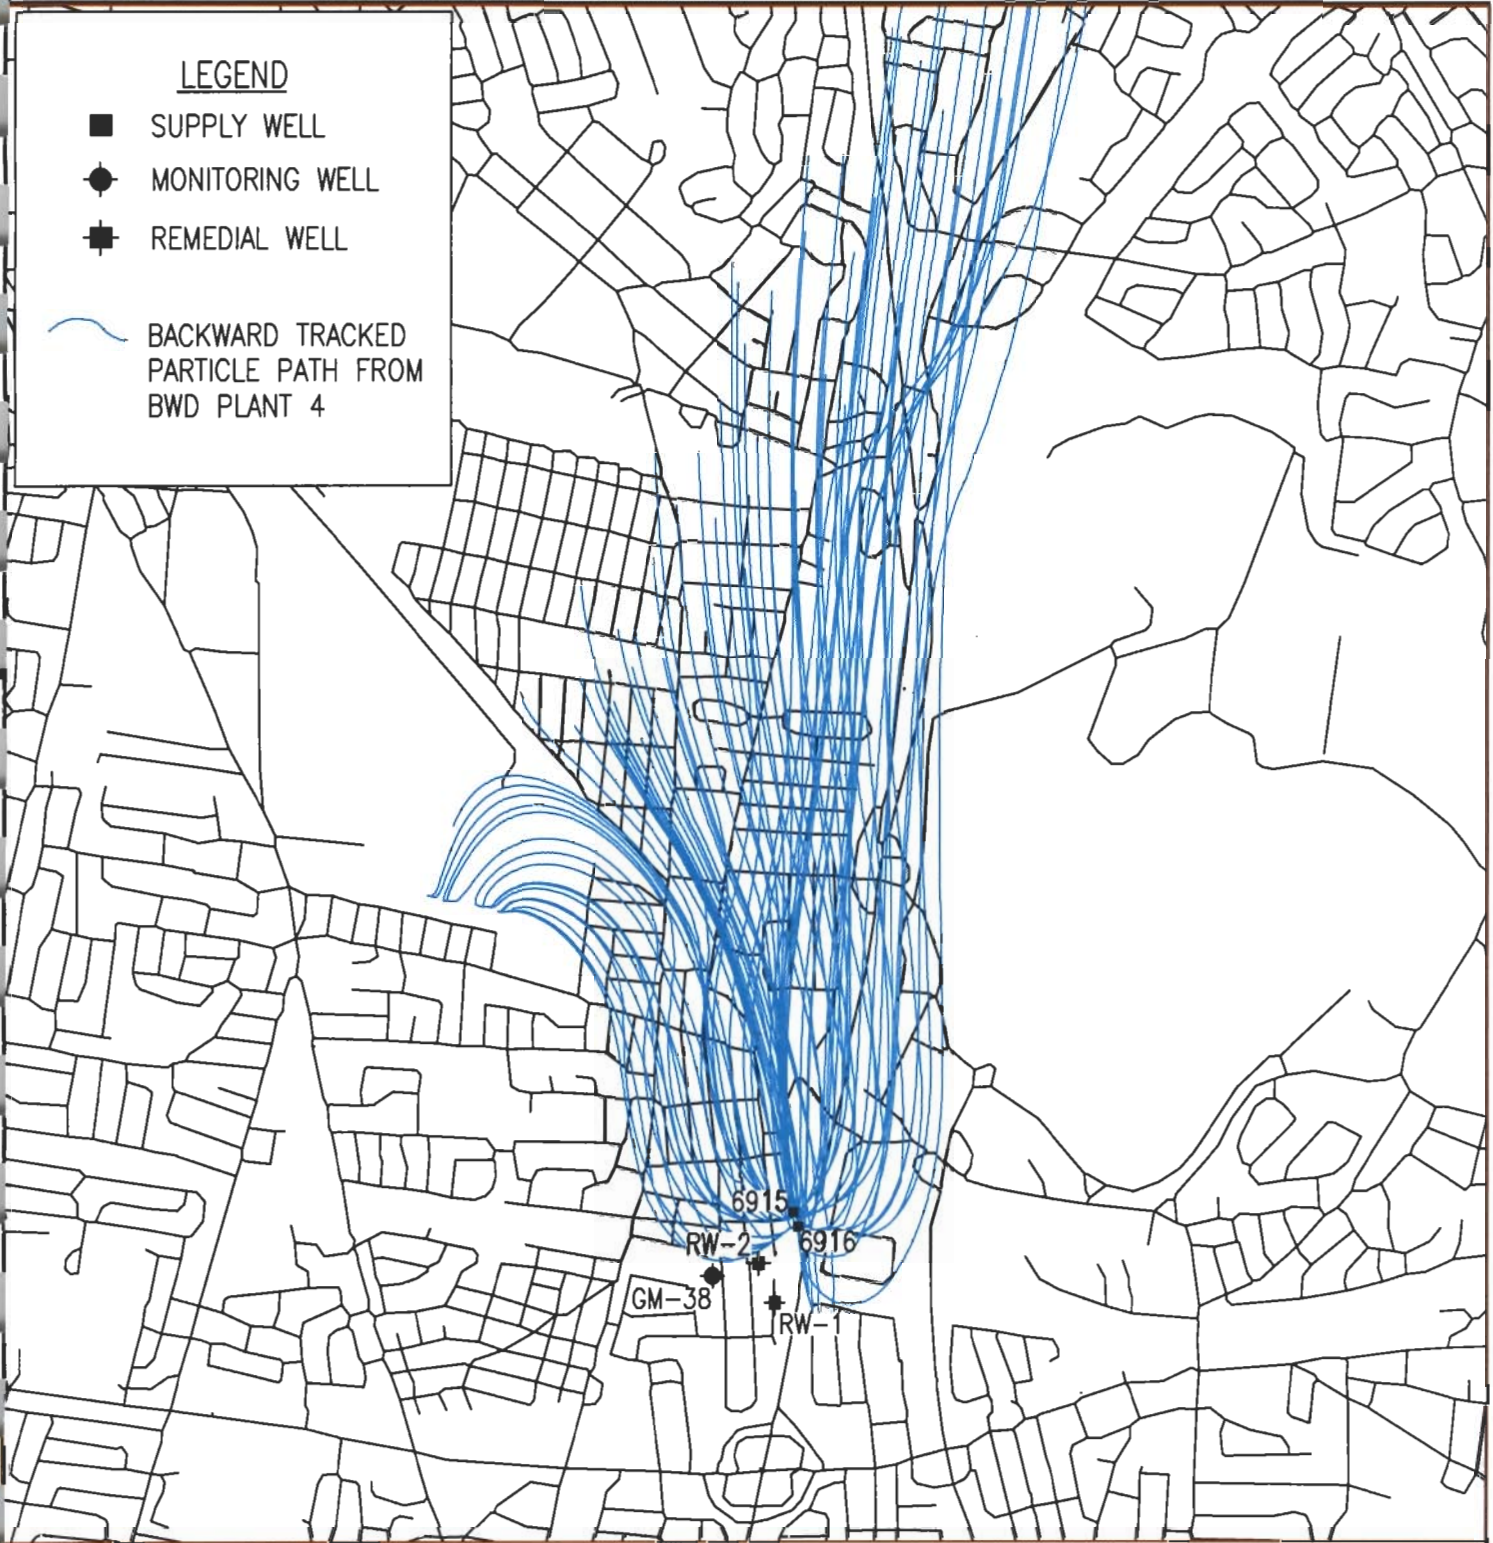 LEGEND
SUPPLY WELL
MONITORING WELL
REMEDIAL WELL
BACKWARD TRACKED
PARTICLE PATH FROM
BWD PLANT 4
6915
6916
RW-2
GM-38
RW-1